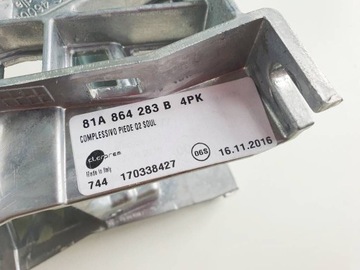 81A 864 283 B 4PK
COMPLESSIVO PIEDE Q2 SOUL
Made in Italy
06S
744 170338427 16.11.2016